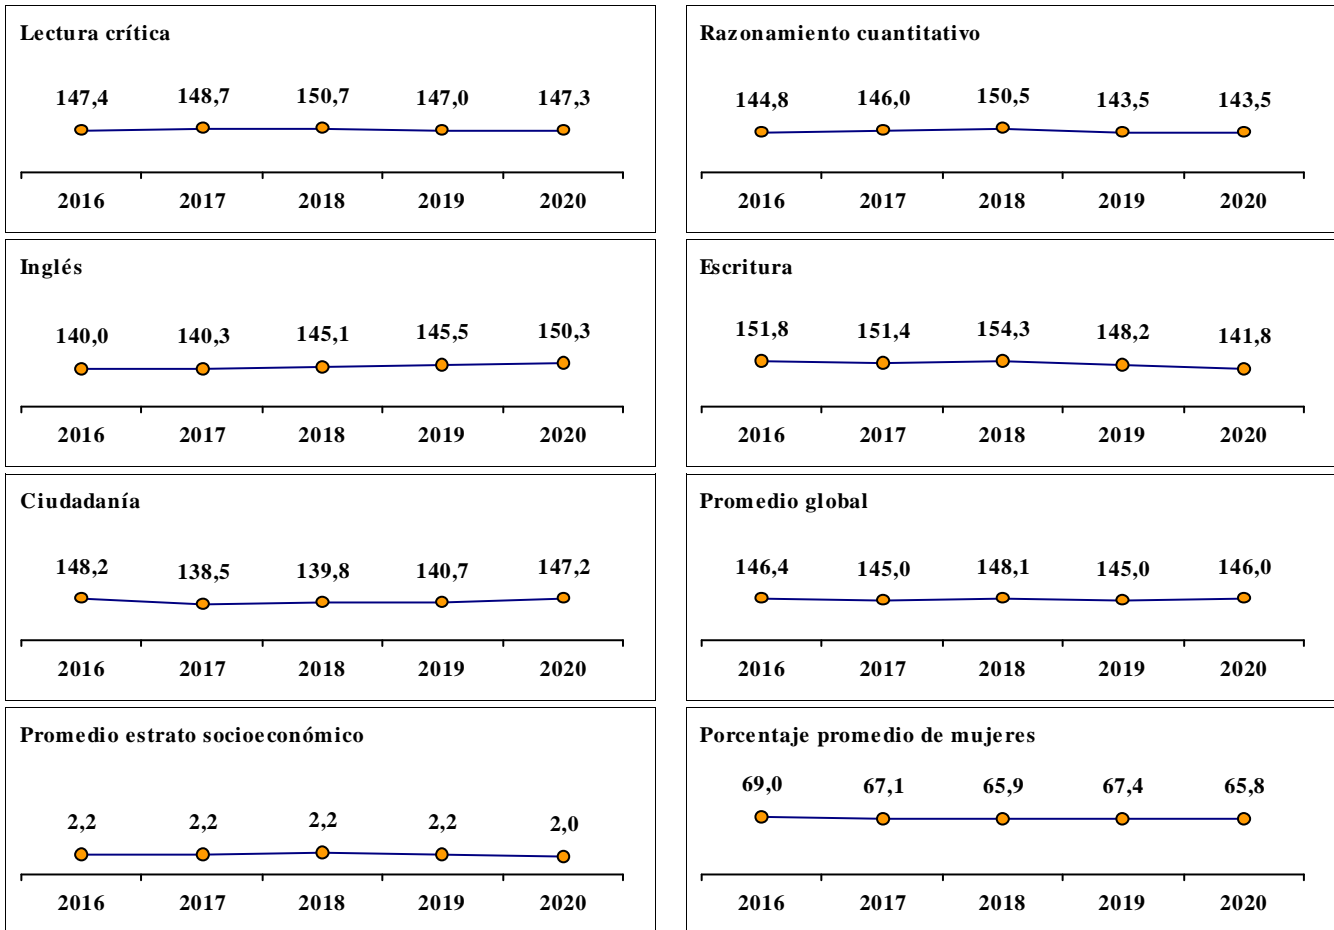 Lectura crítica
147,4 148,7 150,7 147,0 147,3
2016 2017 2018 2019 2020
Razonamiento cuantitativo
144,8 146,0 150,5 143,5 143,5
2016 2017 2018 2019 2020
Inglés
140,0 140,3 145,1 145,5 150,3
2016 2017 2018 2019 2020
Escritura
151,8 151,4 154,3 148,2 141,8
2016 2017 2018 2019 2020
Ciudadanía
148,2 138,5 139,8 140,7 147,2
2016 2017 2018 2019 2020
Promedio global
146,4 145,0 148,1 145,0 146,0
2016 2017 2018 2019 2020
Promedio estrato socioeconómico
2,2 2,2 2,2 2,2 2,0
2016 2017 2018 2019 2020
Porcentaje promedio de mujeres
69,0 67,1 65,9 67,4 65,8
2016 2017 2018 2019 2020